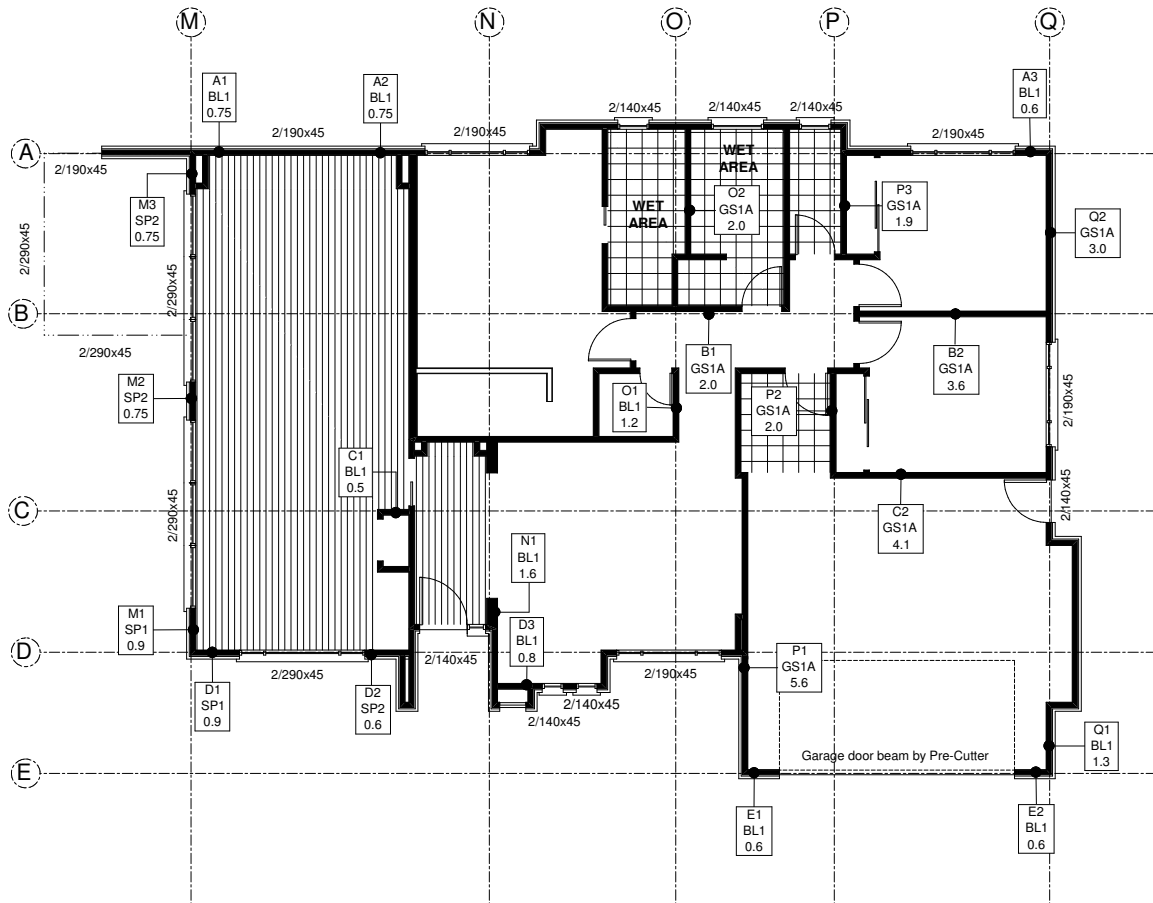 M
N
O
P
Q
A1
BL1
0.75
A2
BL1
0.75
A3
BL1
0.6
2/190x45
2/190x45
2/140x45
2/140x45
2/140x45
2/190x45
A
2/190x45
WET
AREA
WET
AREA
O2
GS1A
2.0
P3
GS1A
1.9
Q2
GS1A
3.0
M3
SP2
0.75
2/290x45
2/290x45
B
2/290x45
B1
GS1A
2.0
B2
GS1A
3.6
M2
SP2
0.75
O1
BL1
1.2
P2
GS1A
2.0
2/190x45
C1
BL1
0.5
2/290x45
2/140x45
C
C2
GS1A
4.1
N1
BL1
1.6
M1
SP1
0.9
D3
BL1
0.8
D
2/140x45
2/290x45
2/190x45
P1
GS1A
5.6
D1
SP1
0.9
D2
SP2
0.6
2/140x45
2/140x45
Q1
BL1
1.3
Garage door beam by Pre-Cutter
E
E1
BL1
0.6
E2
BL1
0.6